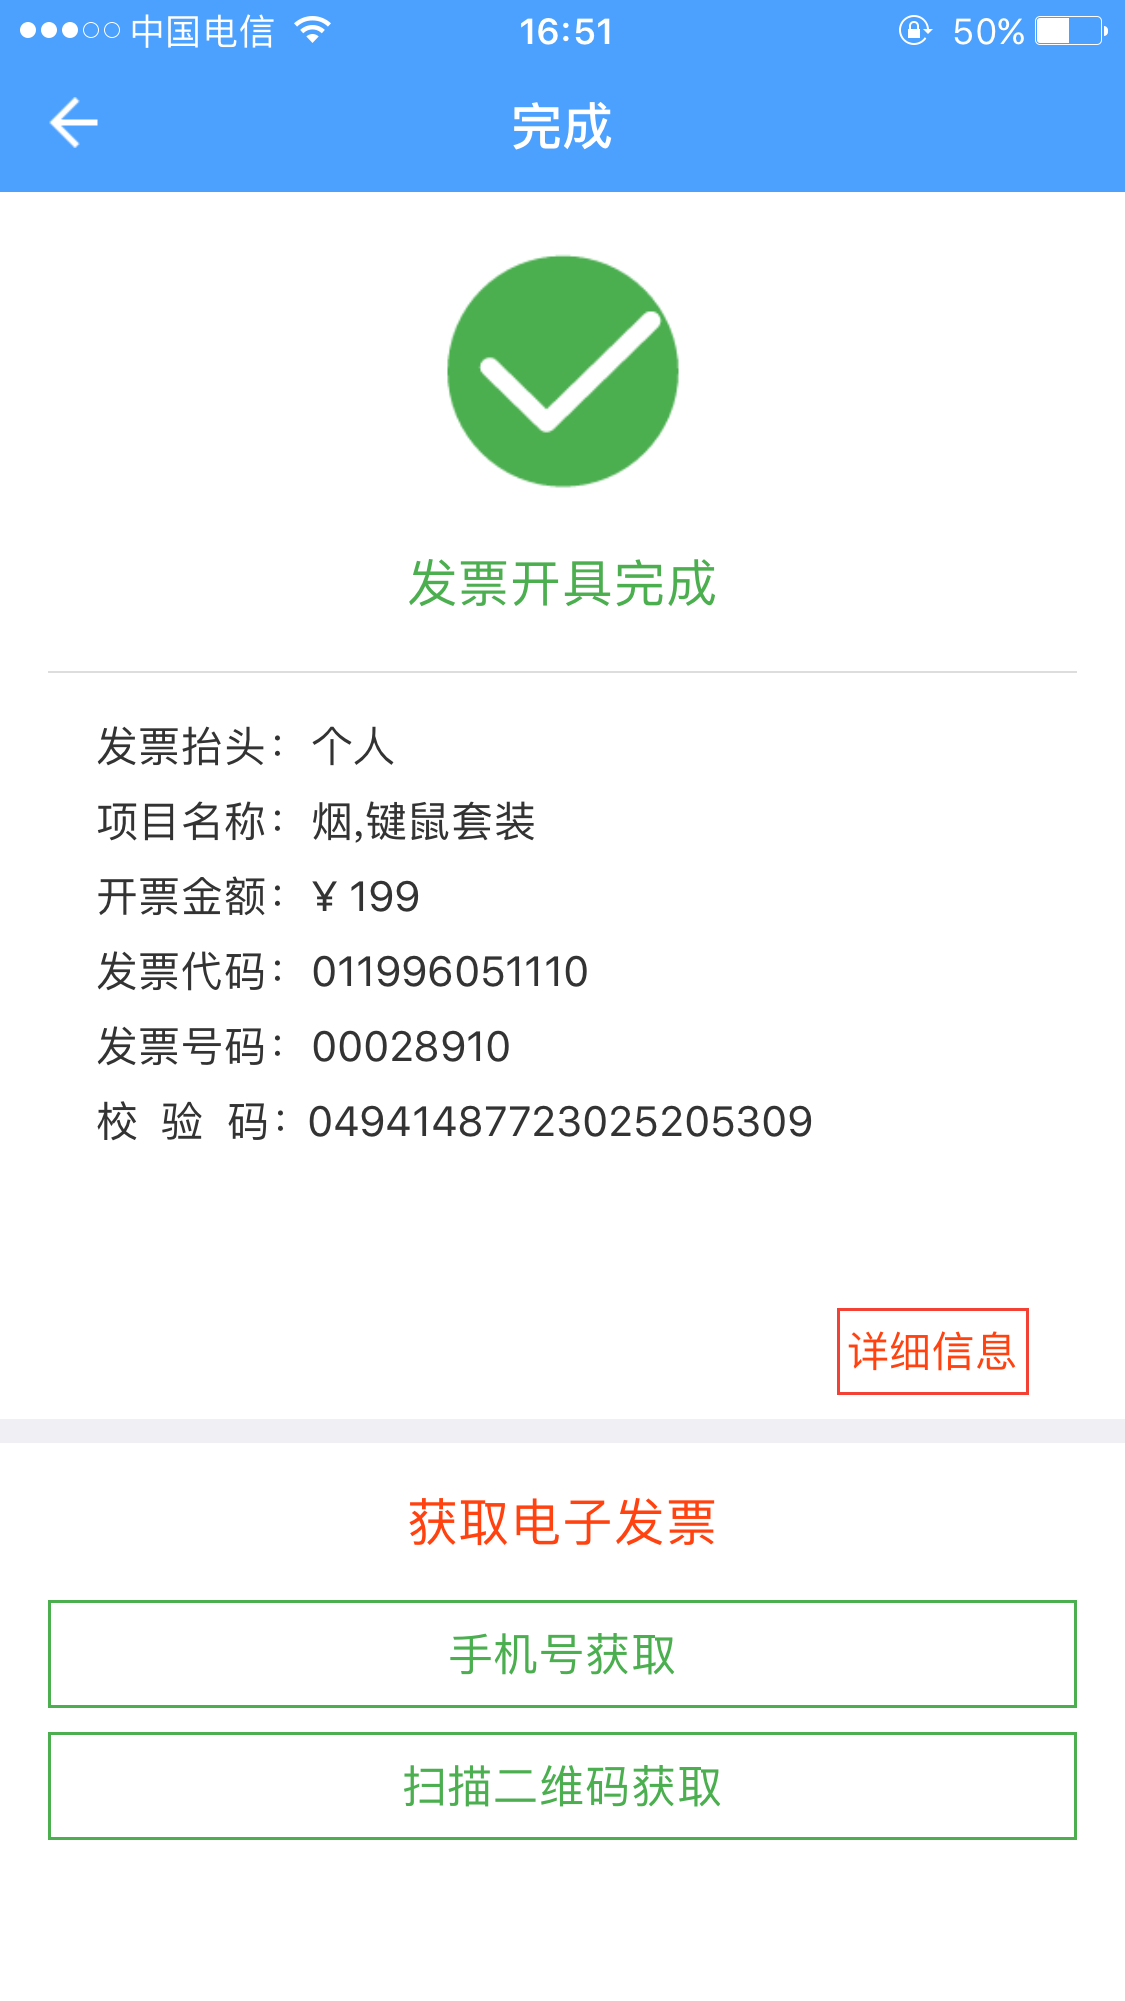 中国电信 16:51 50%
完成
发票开具完成
发票抬头：个人
项目名称：烟,键鼠套装
开票金额：¥ 199
发票代码：011996051110
发票号码：00028910
校 验 码：04941487723025205309
详细信息
获取电子发票
手机号获取
扫描二维码获取